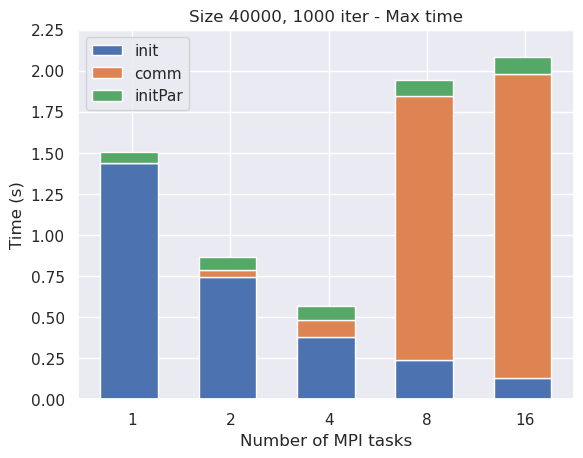 Size 40000, 1000 iter - Max time
init
comm
initPar
Time (s)
2.25
2.00
1.75
1.50
1.25
1.00
0.75
0.50
0.25
0.00
1 2 4 8 16
Number of MPI tasks